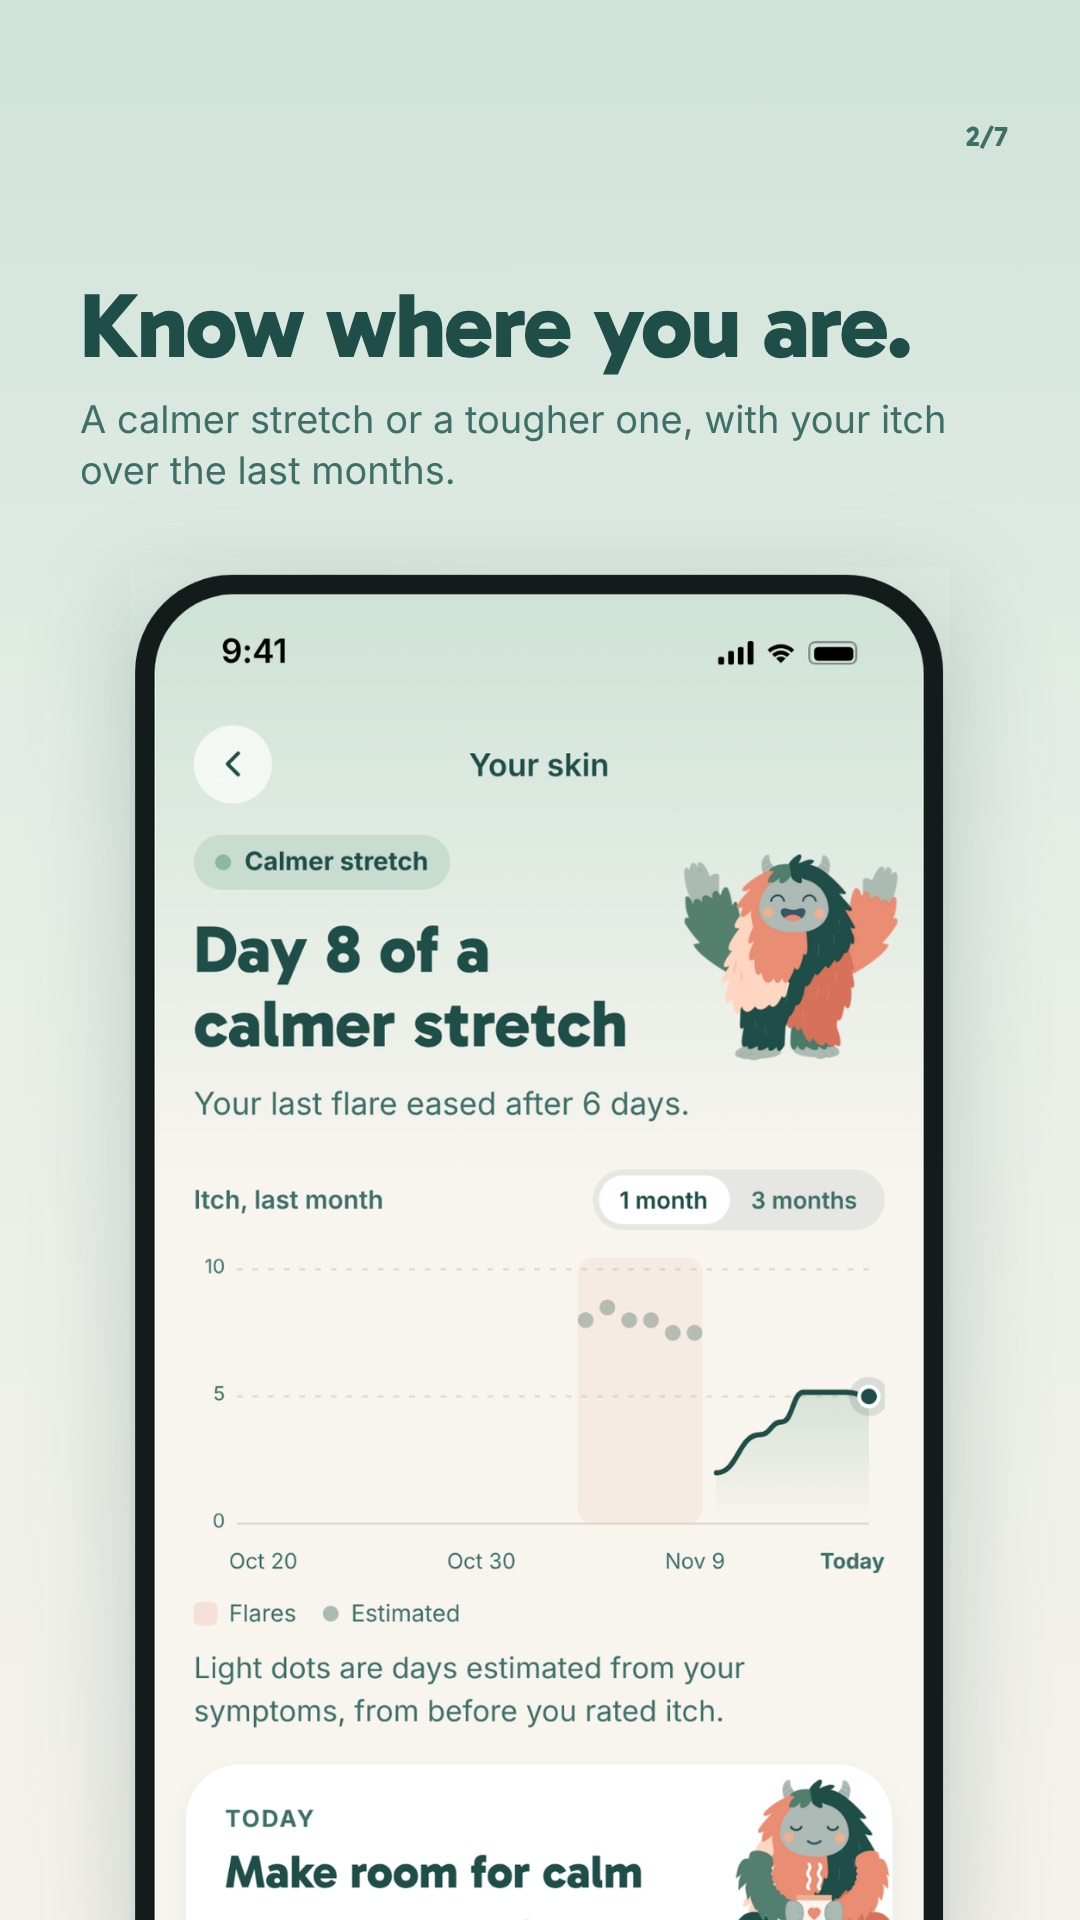 2/7
Know where you are.
A calmer stretch or a tougher one, with your itch
over the last months.
9:41
Your skin
Calmer stretch
Day 8 of a
calmer stretch
Your last flare eased after 6 days.
Itch, last month
1 month
3 months
10
5
0
Oct 20
Oct 30
Nov 9
Today
Flares
Estimated
Light dots are days estimated from your
symptoms, from before you rated itch.
TODAY
Make room for calm